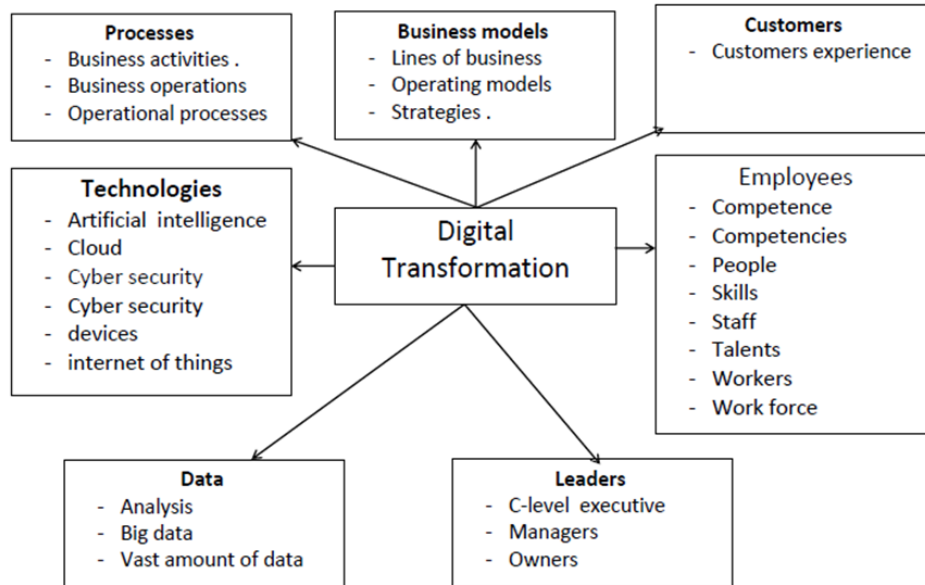 Processes
- Business activities .
- Business operations
- Operational processes
Business models
- Lines of business
- Operating models
- Strategies .
Customers
- Customers experience
Technologies
- Artificial intelligence
- Cloud
- Cyber security
- Cyber security
- devices
- internet of things
Digital
Transformation
Employees
- Competence
- Competencies
- People
- Skills
- Staff
- Talents
- Workers
- Work force
Data
- Analysis
- Big data
- Vast amount of data
Leaders
- C-level executive
- Managers
- Owners